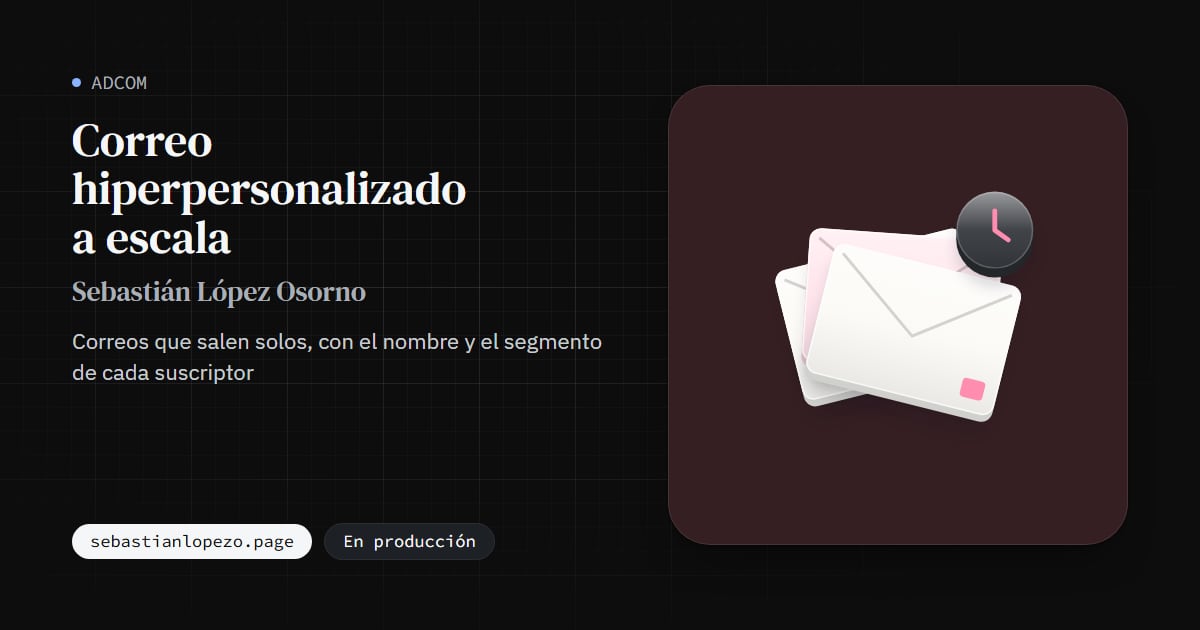 ADCOM
Correo
hiperpersonalizado
a escala
Sebastián López Osorno
Correos que salen solos, con el nombre y el segmento
de cada suscriptor
sebastianlopezo.page
En producción